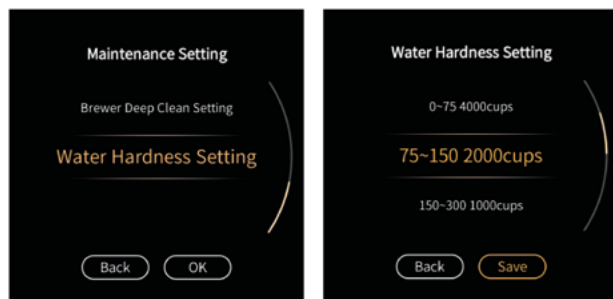 Maintenance Setting
Brewer Deep Clean Setting
Water Hardness Setting
Back
OK
Water Hardness Setting
0~75 4000cups
75~150 2000cups
150~300 1000cups
Back
Save